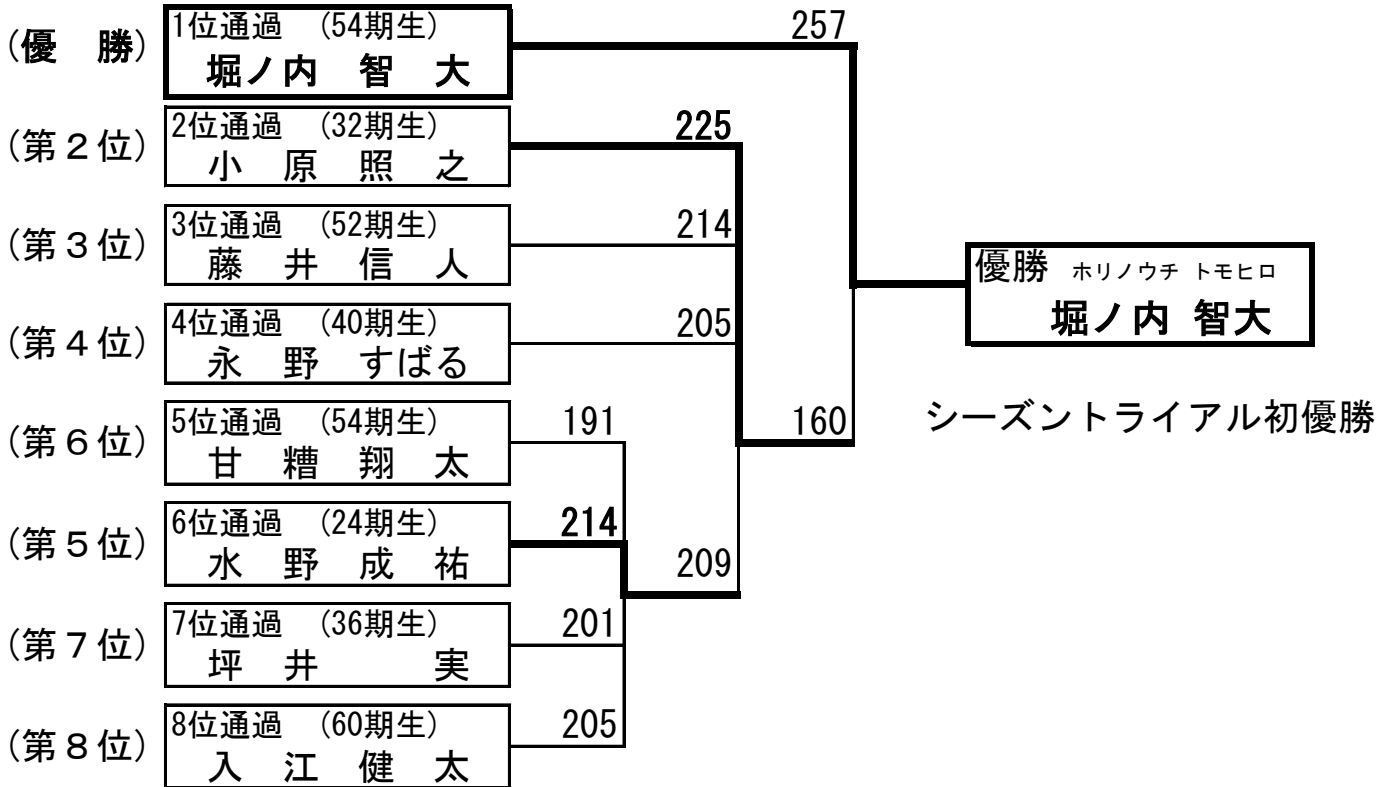 (優　勝)
1位通過　(54期生)
堀ノ内　智　大
257
(第２位)
2位通過　(32期生)
小　原　照　之
225
(第３位)
3位通過　(52期生)
藤　井　信　人
214
(第４位)
4位通過　(40期生)
永　野　すばる
205
優勝 ホリノウチ トモヒロ
堀ノ内 智大
(第６位)
5位通過　(54期生)
甘　糟　翔　太
191
160
シーズントライアル初優勝
(第５位)
6位通過　(24期生)
水　野　成　祐
214
209
(第７位)
7位通過　(36期生)
坪　井　　　実
201
(第８位)
8位通過　(60期生)
入　江　健　太
205